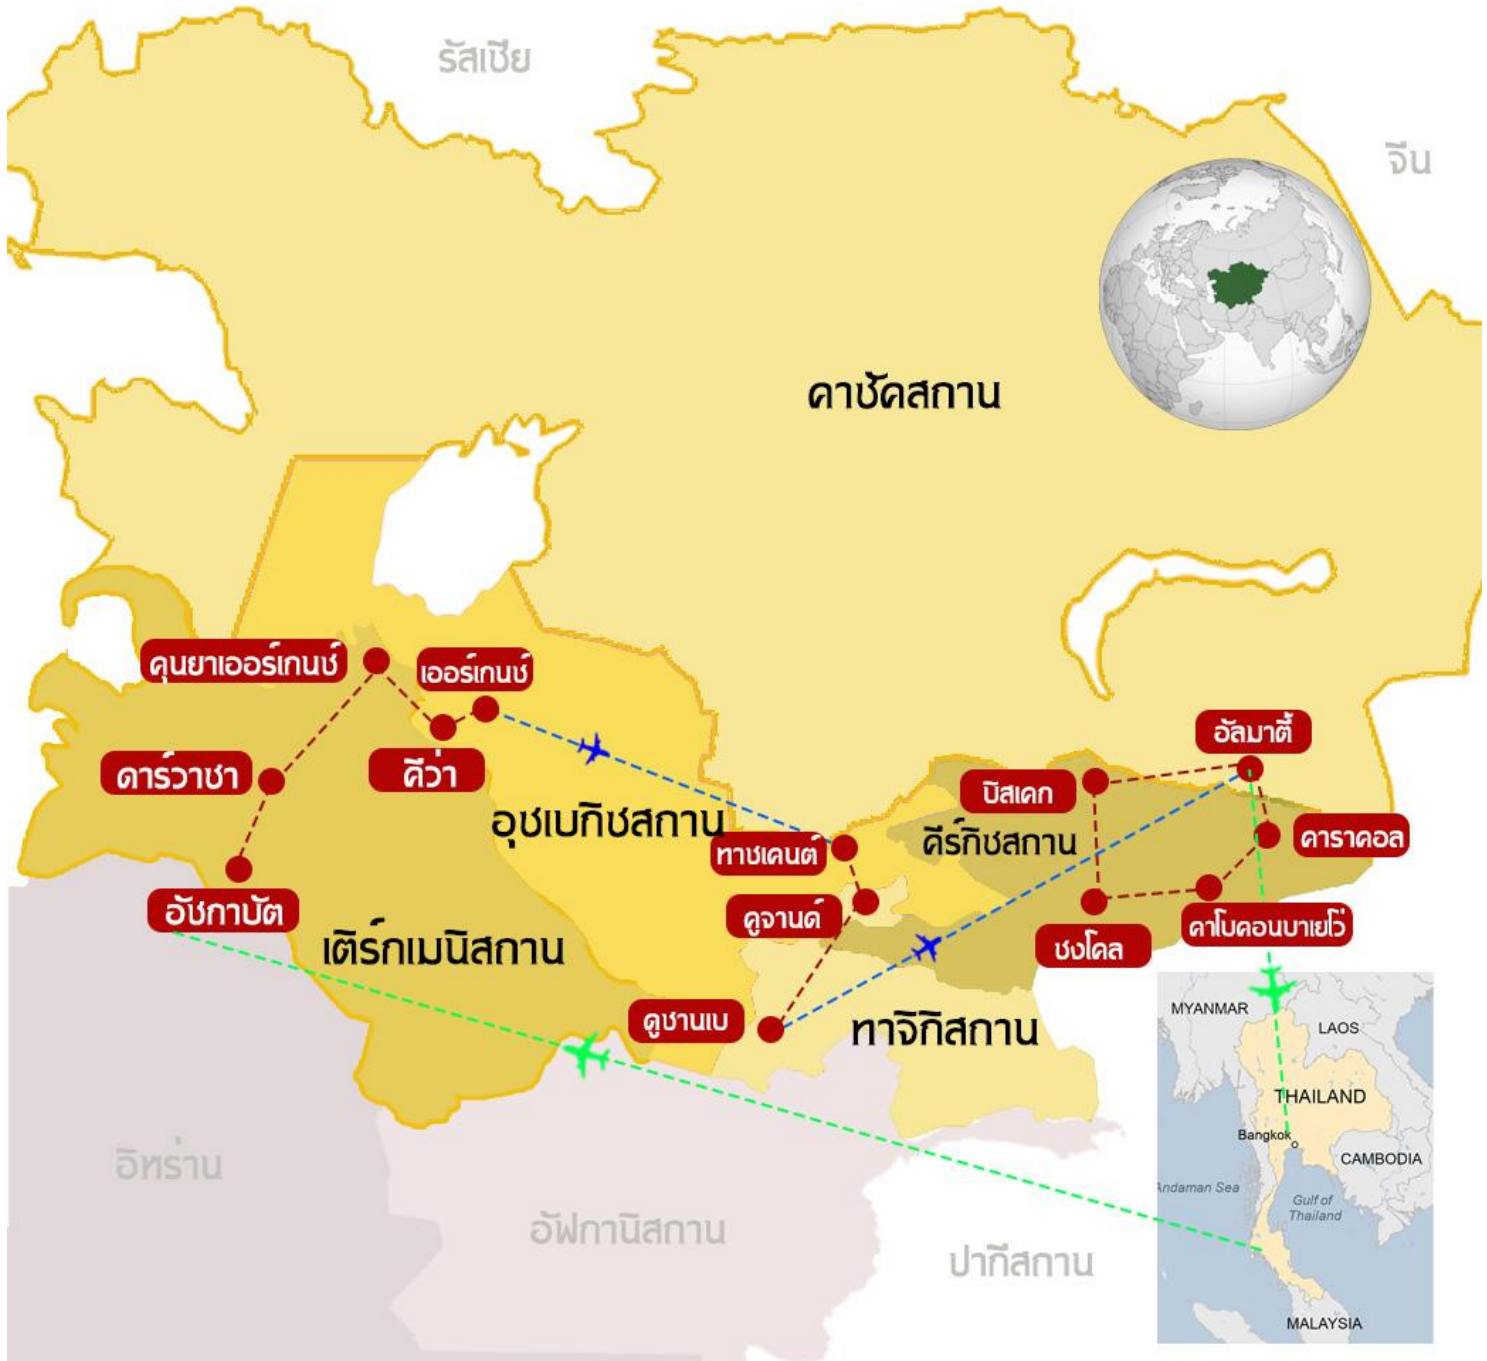 รัสเซีย
จีน
คาซัคสถาน
คุนยาเออร์เกนช์
เออร์เกนช์
คีว่า
ดาร์วาซา
อัชกาบัต
อุซเบกิซสถาน
เติร์กเมนิสถาน
ทาชเคนต์
คูจานด์
ดูชานเบ
ทาจิกิสถาน
อัลมาตี้
บิสเคก
คีร์กิซสถาน
คาราคอล
คาโบคอนบาเยโว่
ชงโคล
อิหร่าน
อัฟกานิสถาน
ปากีสถาน
MYANMAR
LAOS
THAILAND
Bangkok
CAMBODIA
Andaman Sea
Gulf of
Thailand
MALAYSIA